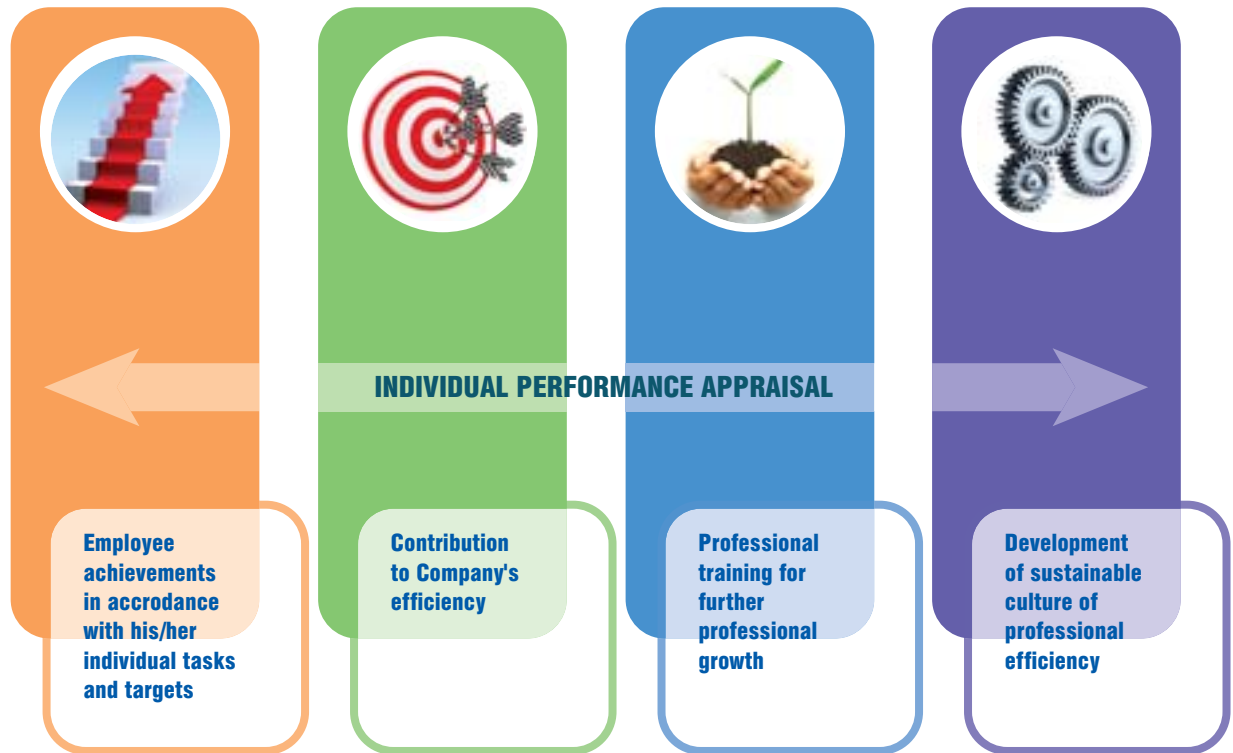 INDIVIDUAL PERFORMANCE APPRAISAL
Employee
achievements
in accrodance
with his/her
individual tasks
and targets
Contribution
to Company's
efficiency
Professional
training for
further
professional
growth
Development
of sustainable
culture of
professional
efficiency